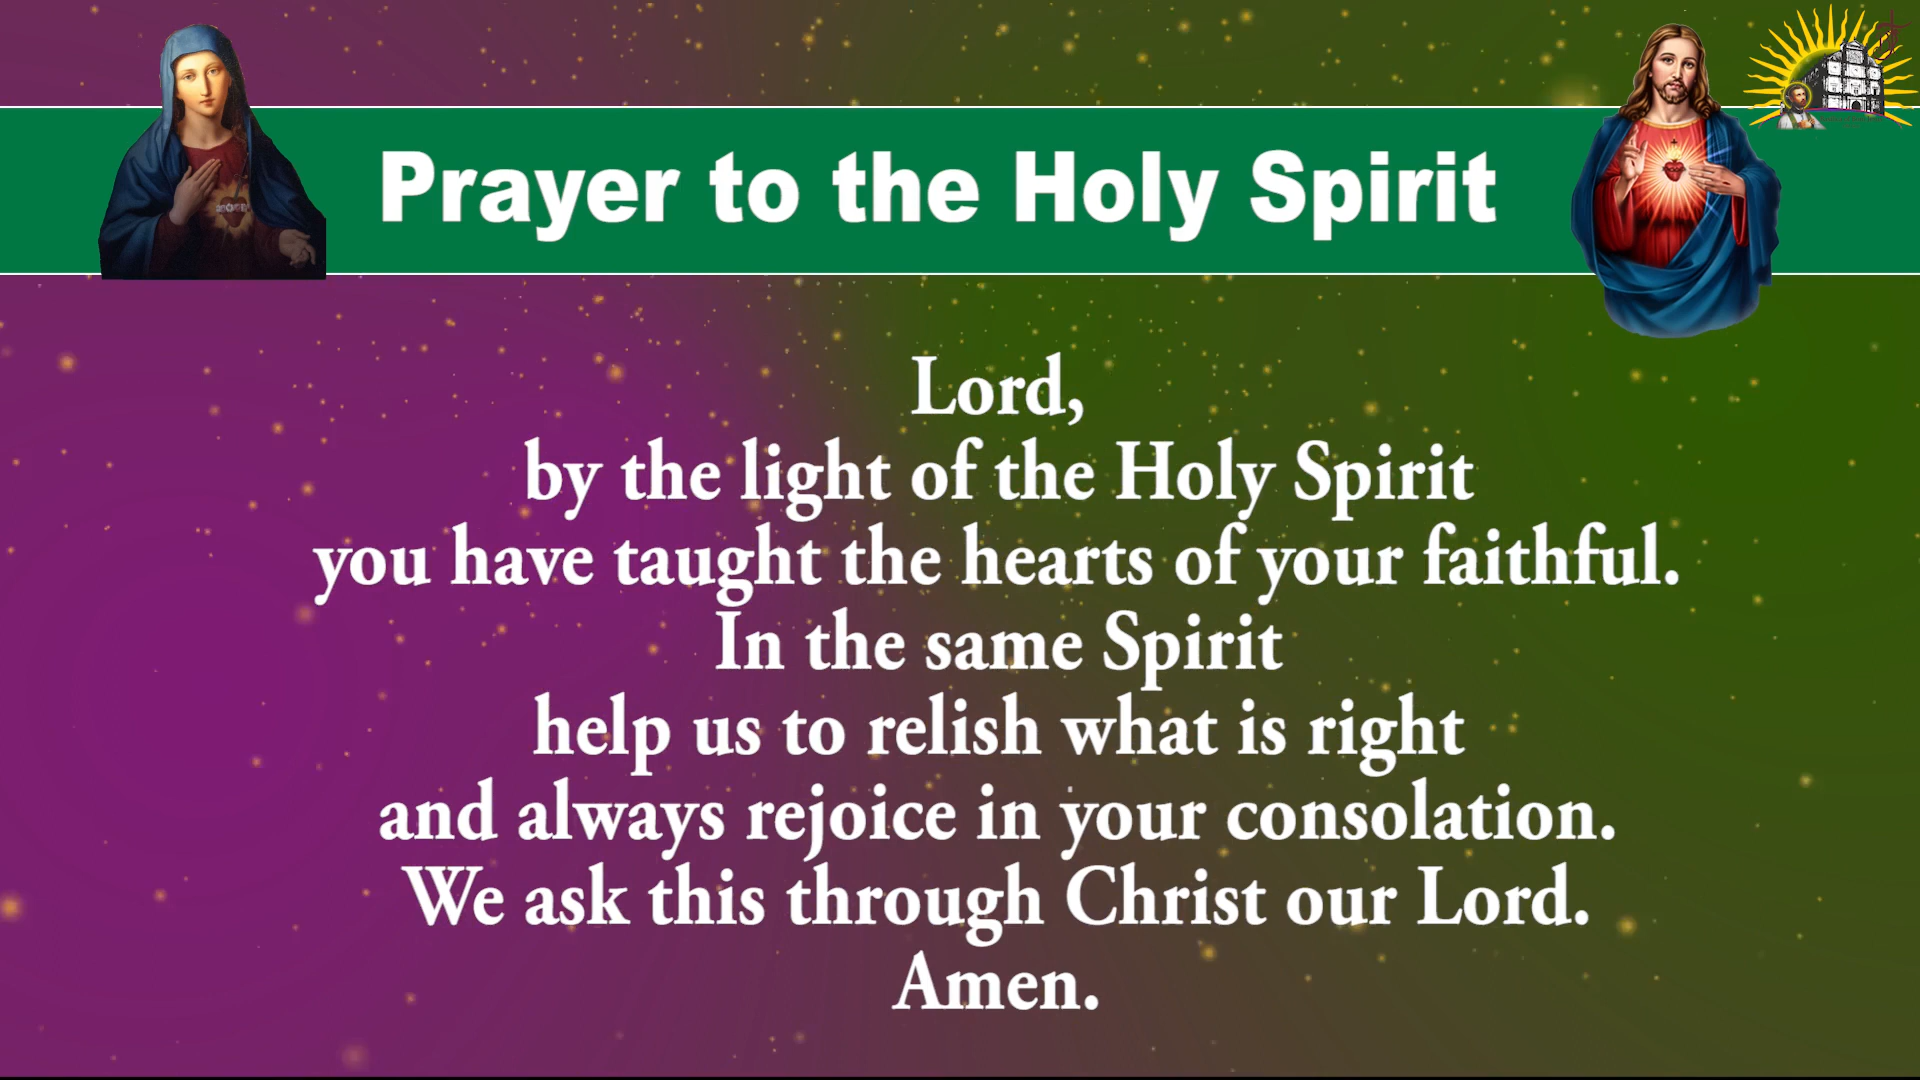 Prayer to the Holy Spirit
Lord,
by the light of the Holy Spirit
you have taught the hearts of your faithful.
In the same Spirit
help us to relish what is right
and always rejoice in your consolation.
We ask this through Christ our Lord.
Amen.